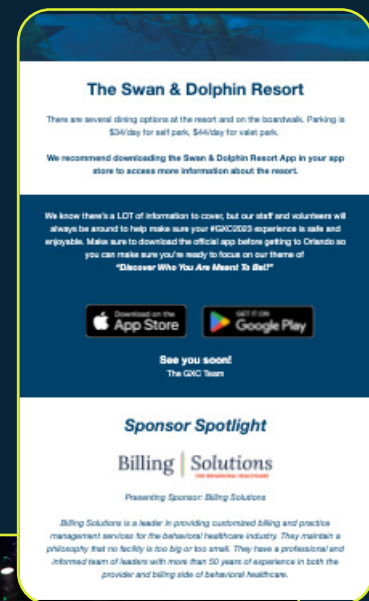 The Swan & Dolphin Resort
There are several dining options at the resort and on the boardwalk. Parking is
$34/day for self park, $44/day for valet park.
We recommend downloading the Swan & Dolphin Resort App in your app
store to access more information about the resort.
We know there's a LOT of information to cover, but our staff and volunteers will
always be around to help make sure your #GXC2023 experience is safe and
enjoyable. Make sure to download the official app before getting to Orlando so
you can make sure you're ready to focus on our theme of
"Discover Who You Are Meant To Be!"
Download on the
App Store
GET IT ON
Google Play
See you soon!
The GXC Team
Sponsor Spotlight
Billing | Solutions
FOR BEHAVIORAL HEALTHCARE
Presenting Sponsor: Billing Solutions
Billing Solutions is a leader in providing customized billing and practice
management services for the behavioral healthcare industry. They maintain a
philosophy that no facility is too big or too small. They have a professional and
informed team of leaders with more than 50 years of experience in both the
provider and billing side of behavioral healthcare.